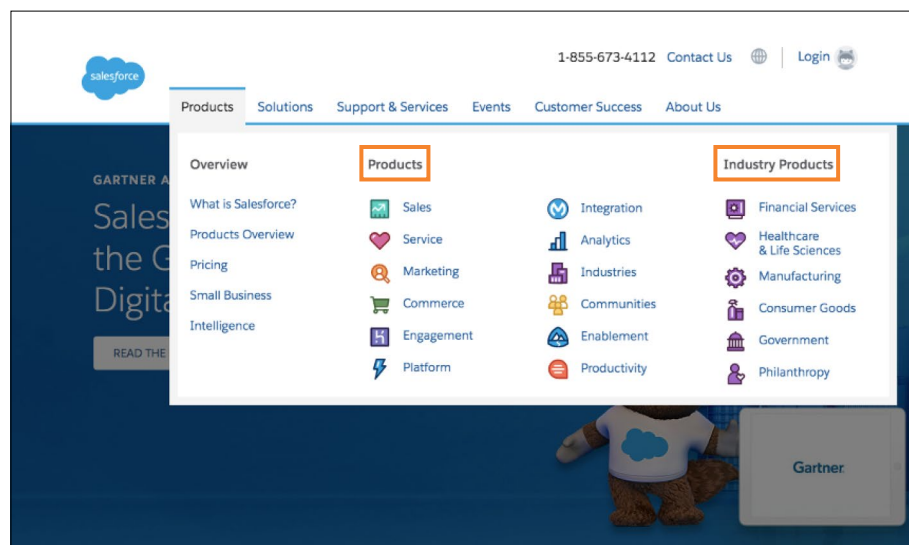 1-855-673-4112 Contact Us Login
salesforce
Products Solutions Support & Services Events Customer Success About Us
Overview
What is Salesforce?
Products Overview
Pricing
Small Business
Intelligence
Products
Sales
Service
Marketing
Commerce
Engagement
Platform
Integration
Analytics
Industries
Communities
Enablement
Productivity
Industry Products
Financial Services
Healthcare
& Life Sciences
Manufacturing
Consumer Goods
Government
Philanthropy
GARTNER A
Sales
the G
Digita
READ THE
Gartner